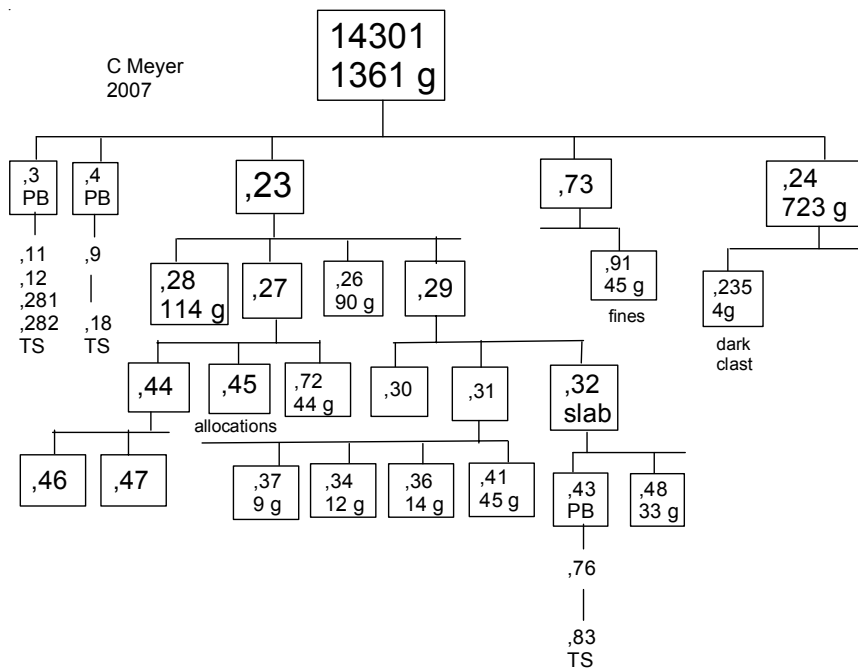 14301
1361 g
C Meyer
2007
,3
PB
,4
PB
,23
,73
,24
723 g
,11
,12
,281
,282
TS
,9
,18
TS
,28
114 g
,27
,26
90 g
,29
,91
45 g
fines
,235
4g
dark
clast
,44
,45
allocations
,72
44 g
,30
,31
,32
slab
,46
,47
,37
9 g
,34
12 g
,36
14 g
,41
45 g
,43
PB
,48
33 g
,76
,83
TS